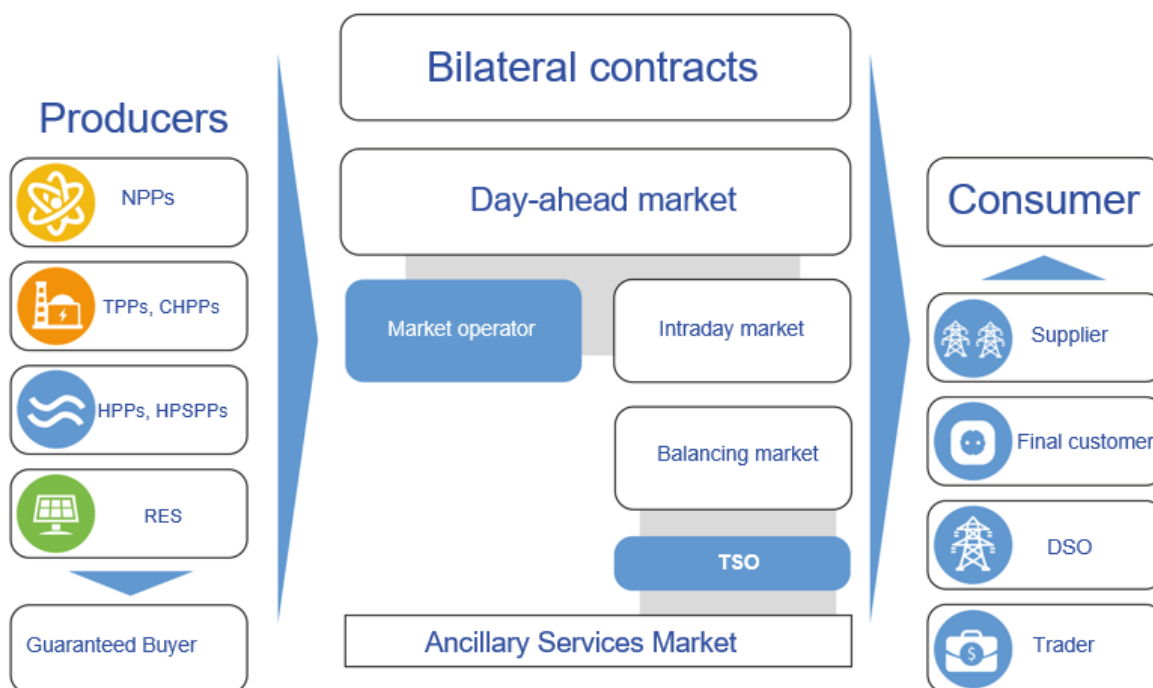 Producers
NPPs
TPPs, CHPPs
HPPs, HPSPPs
RES
Guaranteed Buyer
Bilateral contracts
Day-ahead market
Market operator
Intraday market
Balancing market
TSO
Ancillary Services Market
Consumer
Supplier
Final customer
DSO
Trader